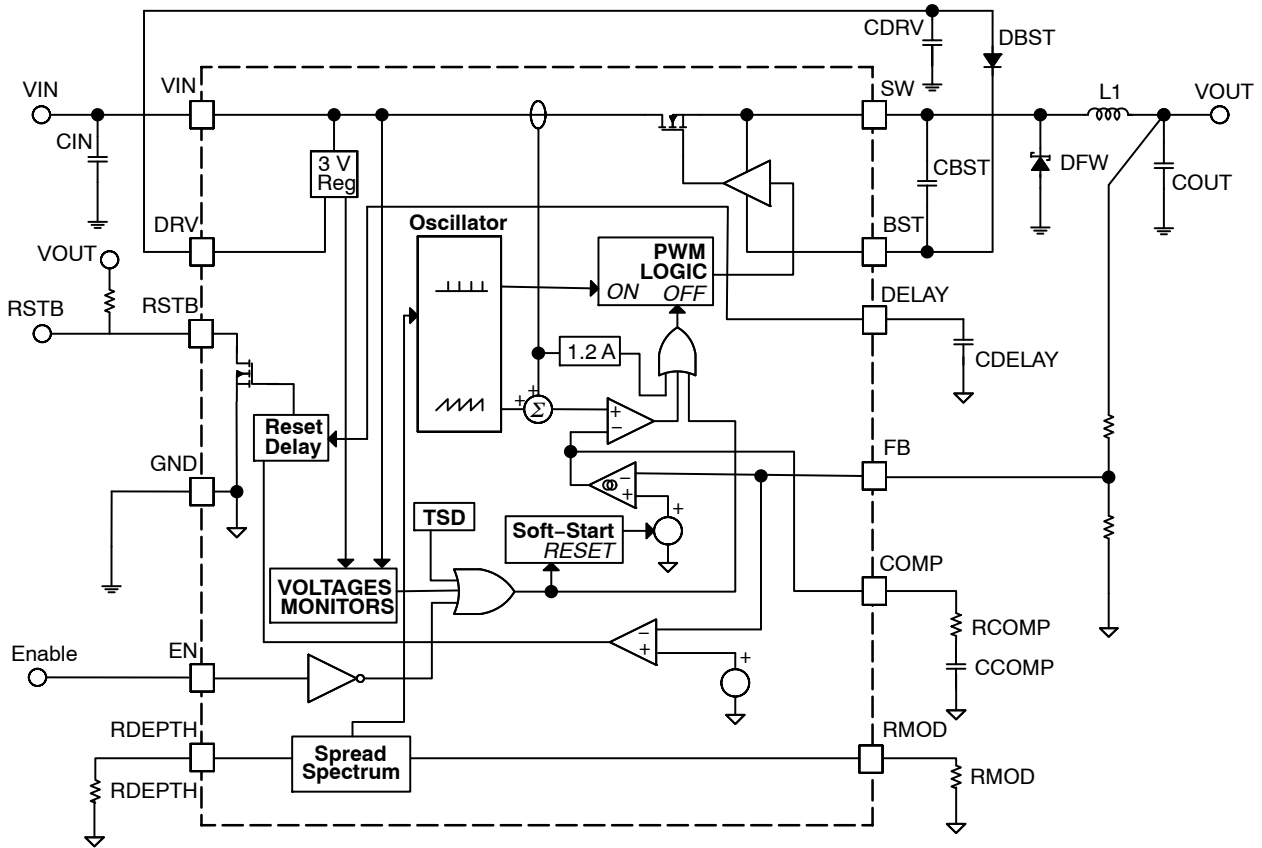 CDRV
DBST
VIN
VIN
SW
L1
VOUT
CIN
3 V
Reg
CBST
DFW
COUT
DRV
Oscillator
BST
VOUT
PWM
LOGIC
ON OFF
RSTB
RSTB
DELAY
1.2 A
CDELAY
+
+
Σ
+
−
Reset
Delay
GND
FB
−
+
+
TSD
Soft−Start
RESET
VOLTAGES
MONITORS
COMP
RCOMP
CCOMP
Enable
EN
−
+
+
RDEPTH
RMOD
Spread
Spectrum
RDEPTH
RMOD